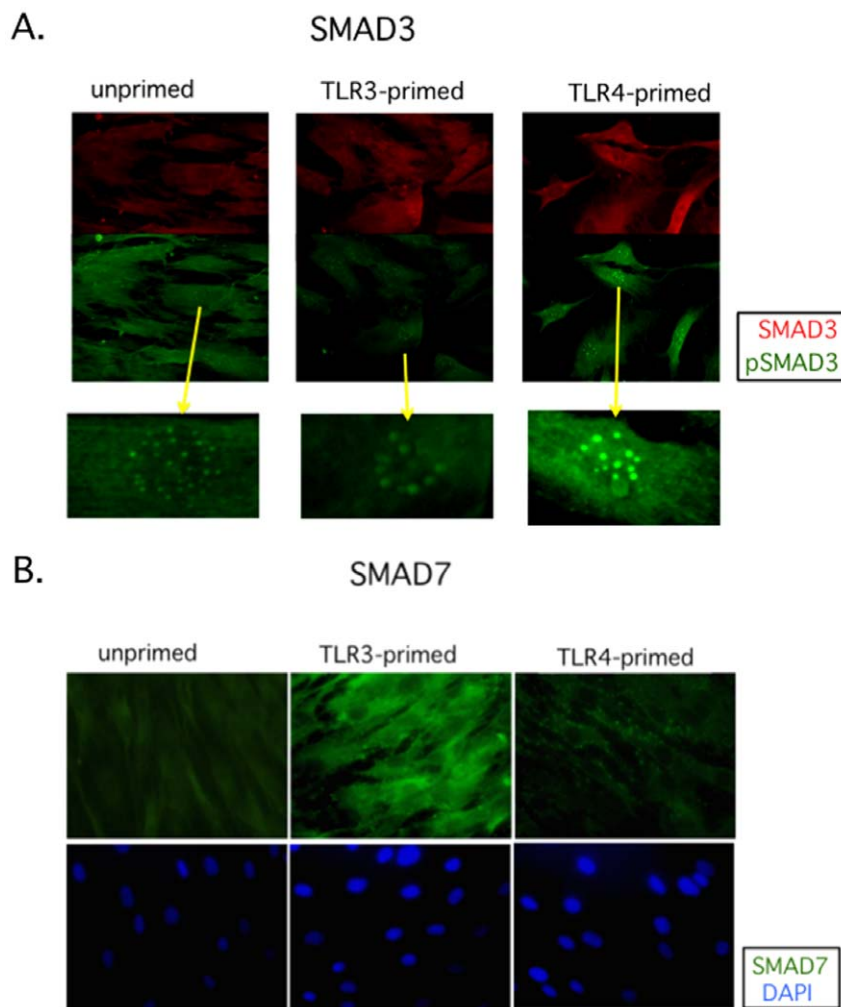 A.
SMAD3
unprimed
TLR3-primed
TLR4-primed
SMAD3
pSMAD3
B.
SMAD7
unprimed
TLR3-primed
TLR4-primed
SMAD7
DAPI